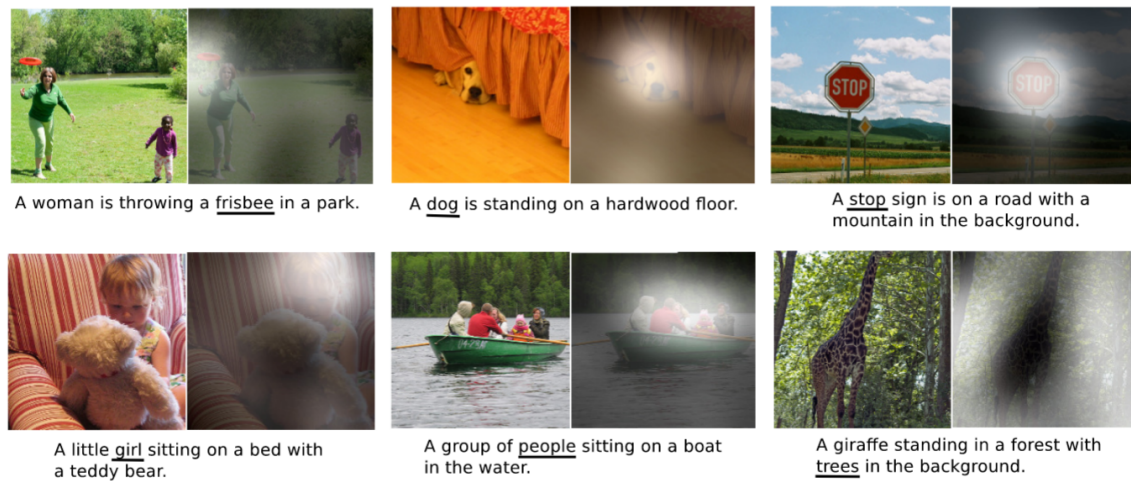 STOP
A woman is throwing a frisbee in a park.
A dog is standing on a hardwood floor.
A stop sign is on a road with a
mountain in the background.
A little girl sitting on a bed with
a teddy bear.
A group of people sitting on a boat
in the water.
A giraffe standing in a forest with
trees in the background.